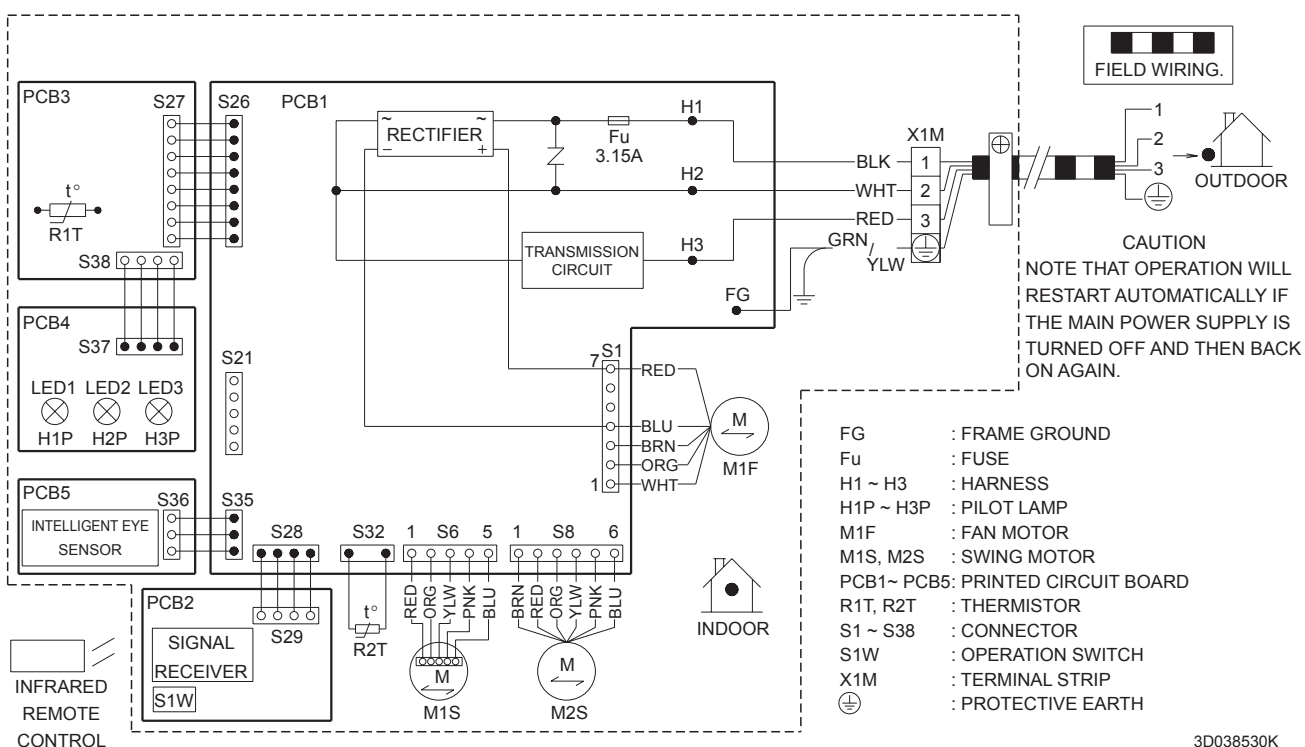 PCB3
S27
S26
PCB1
RECTIFIER
~
~
−
+
Fu
3.15A
H1
H2
H3
TRANSMISSION
CIRCUIT
FG
t°
R1T
S38
PCB4
S37
LED1
LED2
LED3
H1P
H2P
H3P
S21
PCB5
S36
S35
INTELLIGENT EYE
SENSOR
S28
S32
1
S6
5
1
S8
6
7
S1
1
RED
BLU
BRN
ORG
WHT
M
M1F
PCB2
S29
SIGNAL
RECEIVER
S1W
t°
R2T
RED
ORG
YLW
PNK
BLU
M
M1S
BRN
RED
ORG
YLW
PNK
BLU
M
M2S
INDOOR
INFRARED
REMOTE
CONTROL
X1M
BLK
1
WHT
2
RED
3
GRN
/
YLW
FIELD WIRING.
1
2
3
OUTDOOR
CAUTION
NOTE THAT OPERATION WILL
RESTART AUTOMATICALLY IF
THE MAIN POWER SUPPLY IS
TURNED OFF AND THEN BACK
ON AGAIN.
FG : FRAME GROUND
Fu : FUSE
H1 ~ H3 : HARNESS
H1P ~ H3P : PILOT LAMP
M1F : FAN MOTOR
M1S, M2S : SWING MOTOR
PCB1~ PCB5: PRINTED CIRCUIT BOARD
R1T, R2T : THERMISTOR
S1 ~ S38 : CONNECTOR
S1W : OPERATION SWITCH
X1M : TERMINAL STRIP
: PROTECTIVE EARTH
3D038530K